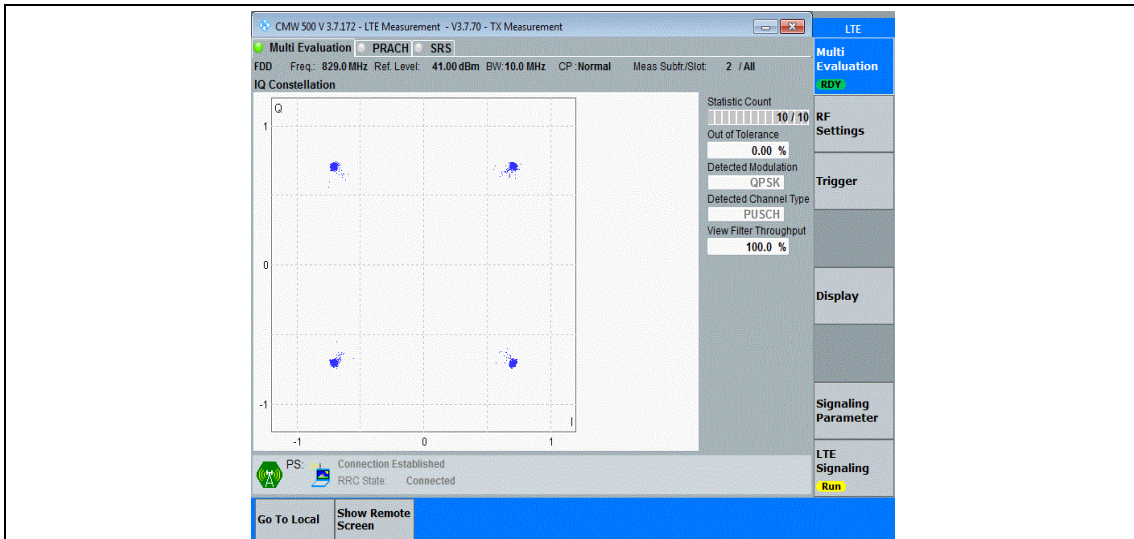 CMW 500 V 3.7.172 - LTE Measurement - V3.7.70 - TX Measurement
LTE
Multi Evaluation PRACH SRS
FDD Freq.: 829.0 MHz Ref. Level: 41.00 dBm BW: 10.0 MHz CP : Normal Meas Subfr./Slot: 2 / All
IQ Constellation
Q
1
0
-1
-1 0 1
I
Statistic Count
10 / 10
Out of Tolerance
0.00 %
Detected Modulation
QPSK
Detected Channel Type
PUSCH
View Filter Throughput
100.0 %
Multi
Evaluation
RDY
RF
Settings
Trigger
Display
Signaling
Parameter
LTE
Signaling
Run
PS: Connection Established
RRC State: Connected
Go To Local
Show Remote
Screen